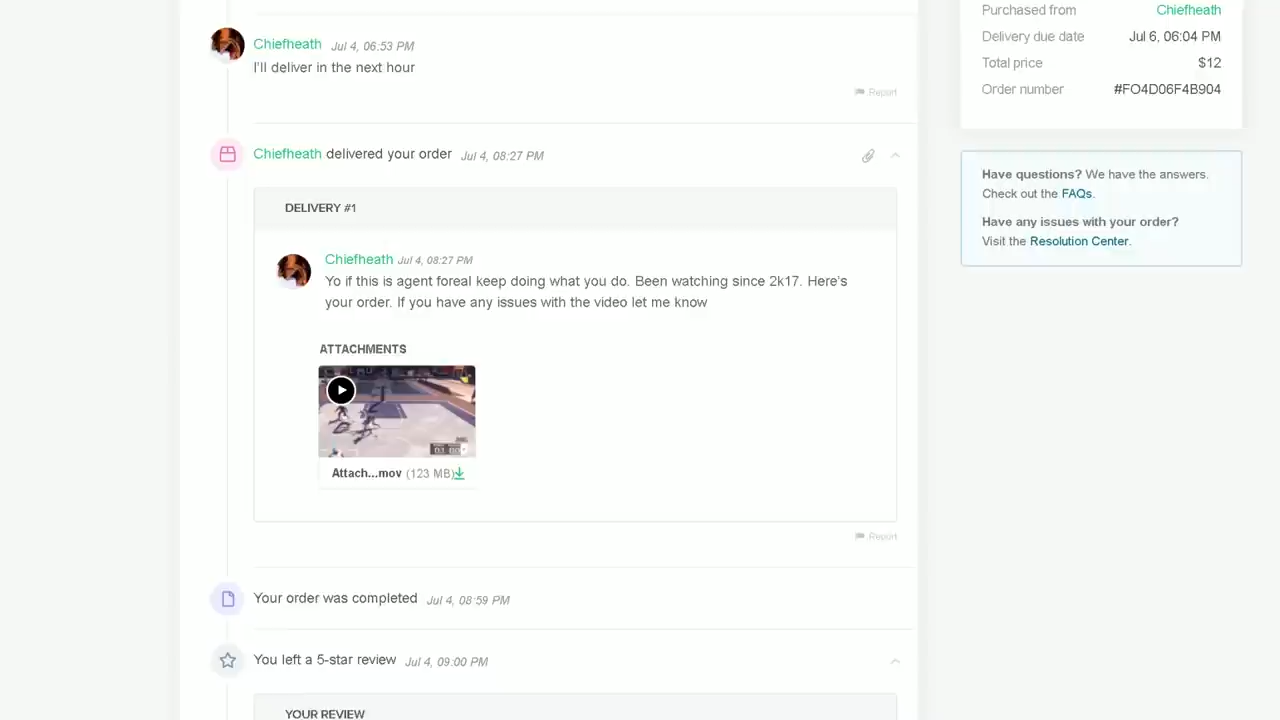 Purchased from Chiefheath
Delivery due date Jul 6, 06:04 PM
Total price $12
Order number #FO4D06F4B904
Chiefheath Jul 4, 06:53 PM
I'll deliver in the next hour
Report
Chiefheath delivered your order Jul 4, 08:27 PM
DELIVERY #1
Chiefheath Jul 4, 08:27 PM
Yo if this is agent foreal keep doing what you do. Been watching since 2k17. Here's
your order. If you have any issues with the video let me know
ATTACHMENTS
Attach...mov (123 MB)
Report
Your order was completed Jul 4, 08:59 PM
You left a 5-star review Jul 4, 09:00 PM
YOUR REVIEW
Have questions? We have the answers.
Check out the FAQs.
Have any issues with your order?
Visit the Resolution Center.